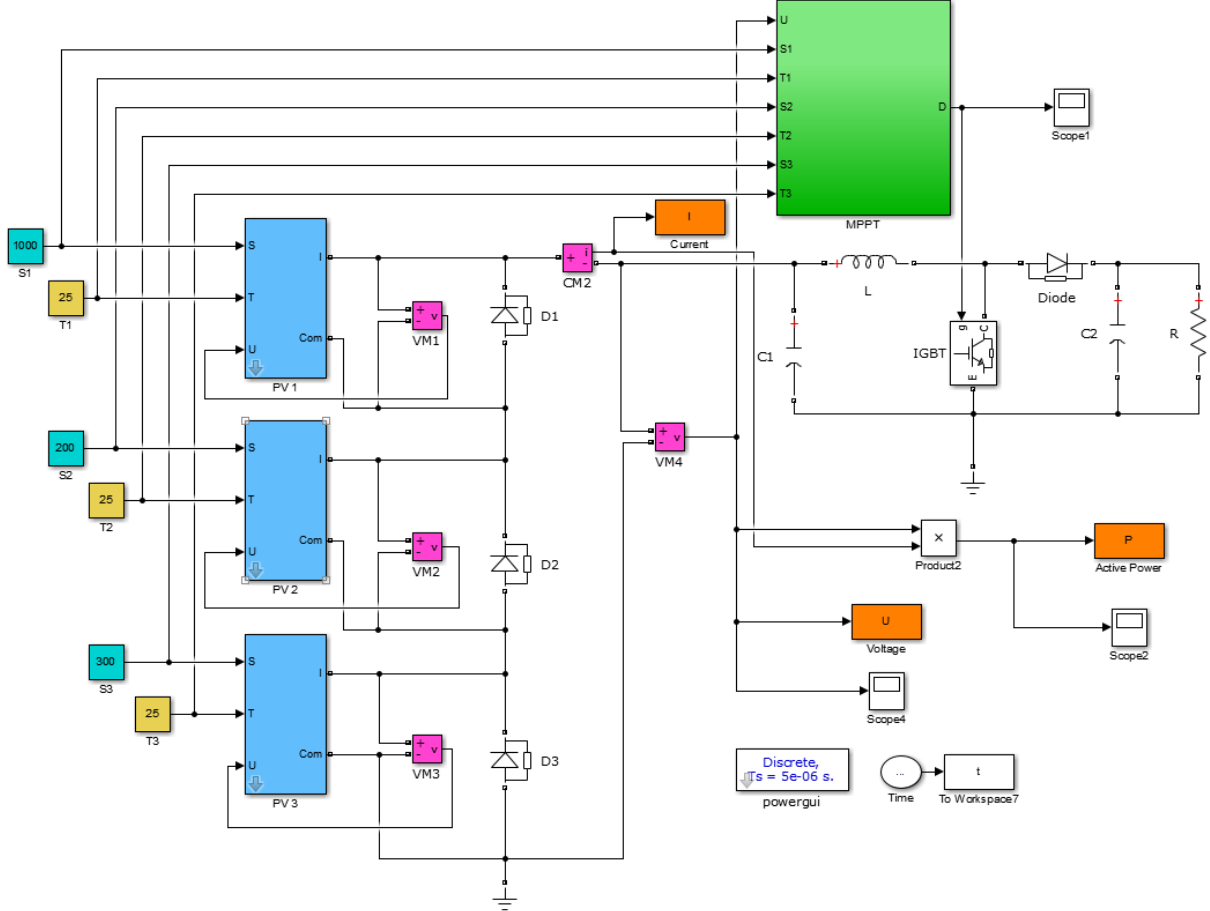 U
S1
T1
S2
T2
S3
T3
D
MPPT
Scope1
1000
S1
25
T1
S
T
U
I
Com
PV 1
+
-
v
VM1
D1
I
Current
+
i
-
CM2
L
Diode
C1
g
C
E
IGBT
C2
R
200
S2
25
T2
S
T
U
I
Com
PV 2
+
-
v
VM2
D2
+
-
v
VM4
×
Product2
P
Active Power
Scope2
U
Voltage
Scope4
300
S3
25
T3
S
T
U
I
Com
PV 3
+
-
v
VM3
D3
Discrete,
Ts = 5e-06 s.
powergui
...
Time
t
To Workspace7